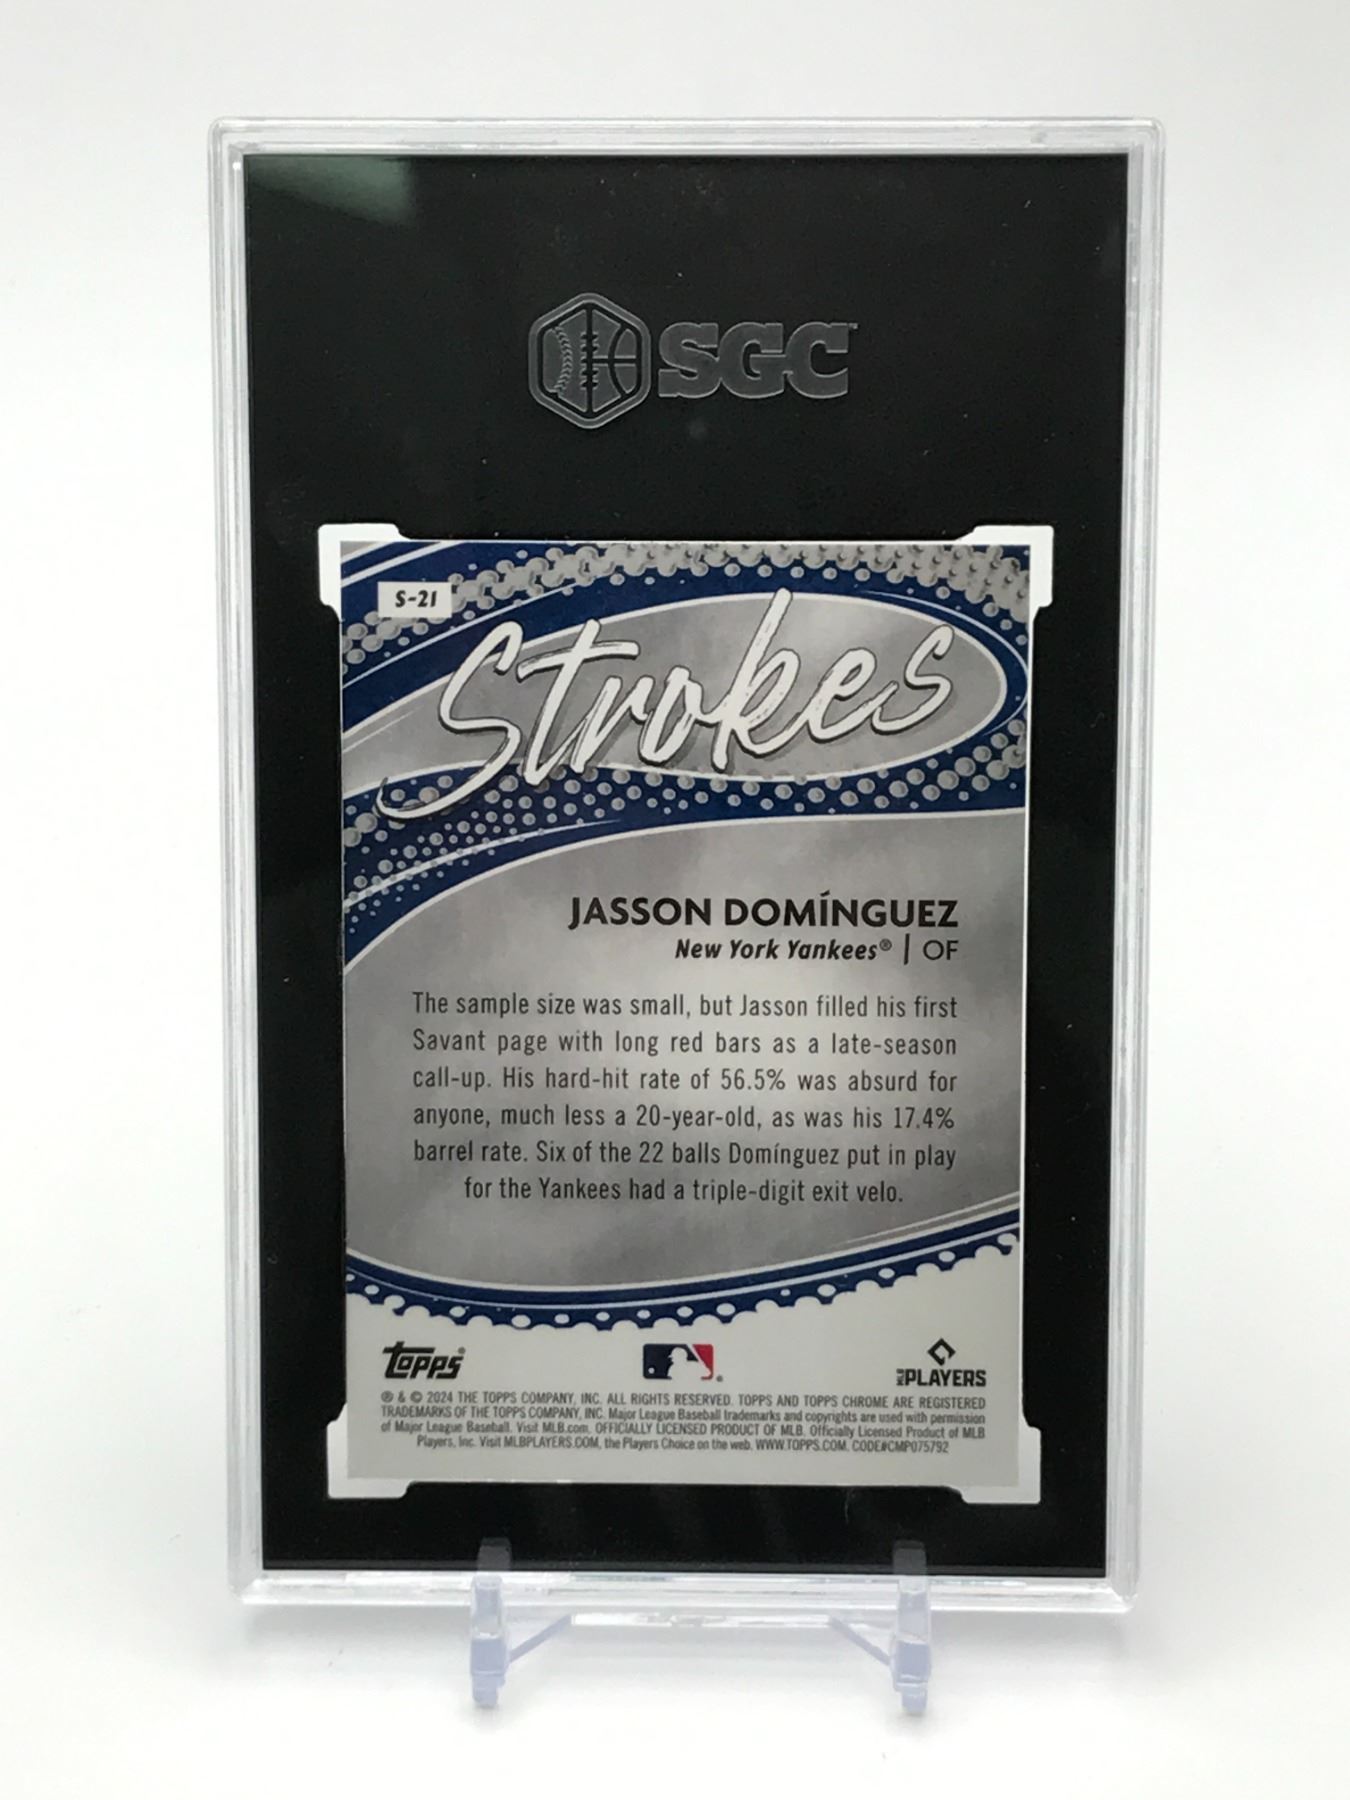 SGC
S-21
Strokes
JASSON DOMÍNGUEZ
New York Yankees® | OF
The sample size was small, but Jasson filled his first
Savant page with long red bars as a late-season
call-up. His hard-hit rate of 56.5% was absurd for
anyone, much less a 20-year-old, as was his 17.4%
barrel rate. Six of the 22 balls Domínguez put in play
for the Yankees had a triple-digit exit velo.
topps
MLB PLAYERS
® & © 2024 THE TOPPS COMPANY, INC. ALL RIGHTS RESERVED. TOPPS AND TOPPS CHROME ARE REGISTERED
TRADEMARKS OF THE TOPPS COMPANY, INC. Major League Baseball trademarks and copyrights are used with permission
of Major League Baseball. Visit MLB.com. OFFICIALLY LICENSED PRODUCT OF MLB. Officially Licensed Product of MLB
Players, Inc. Visit MLBPLAYERS.COM, the Players Choice on the web. WWW.TOPPS.COM. CODE#CMP075792